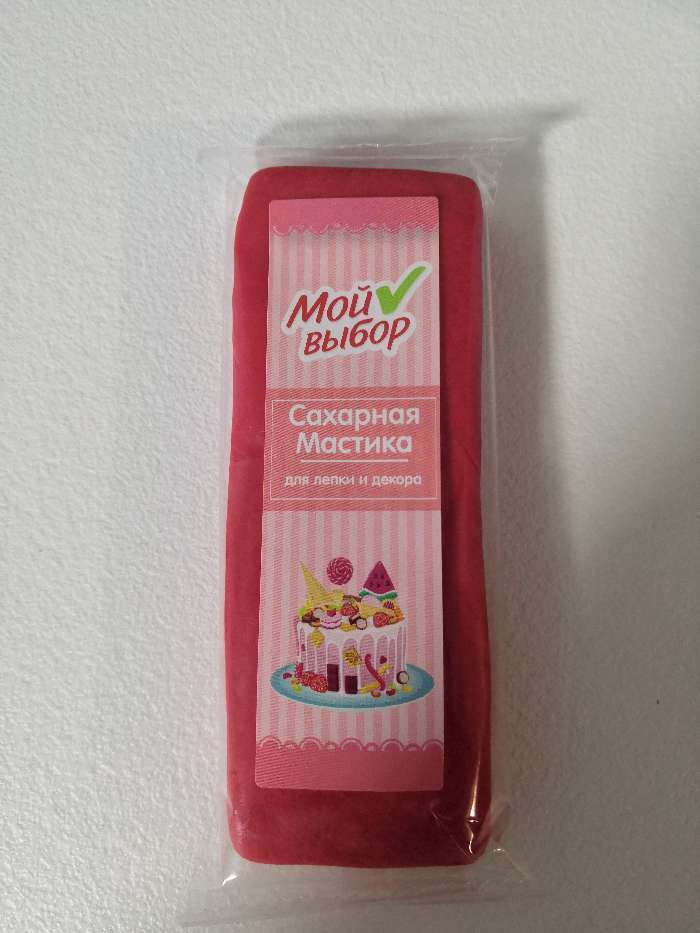 Мой
выбор
Сахарная
Мастика
для лепки и декора